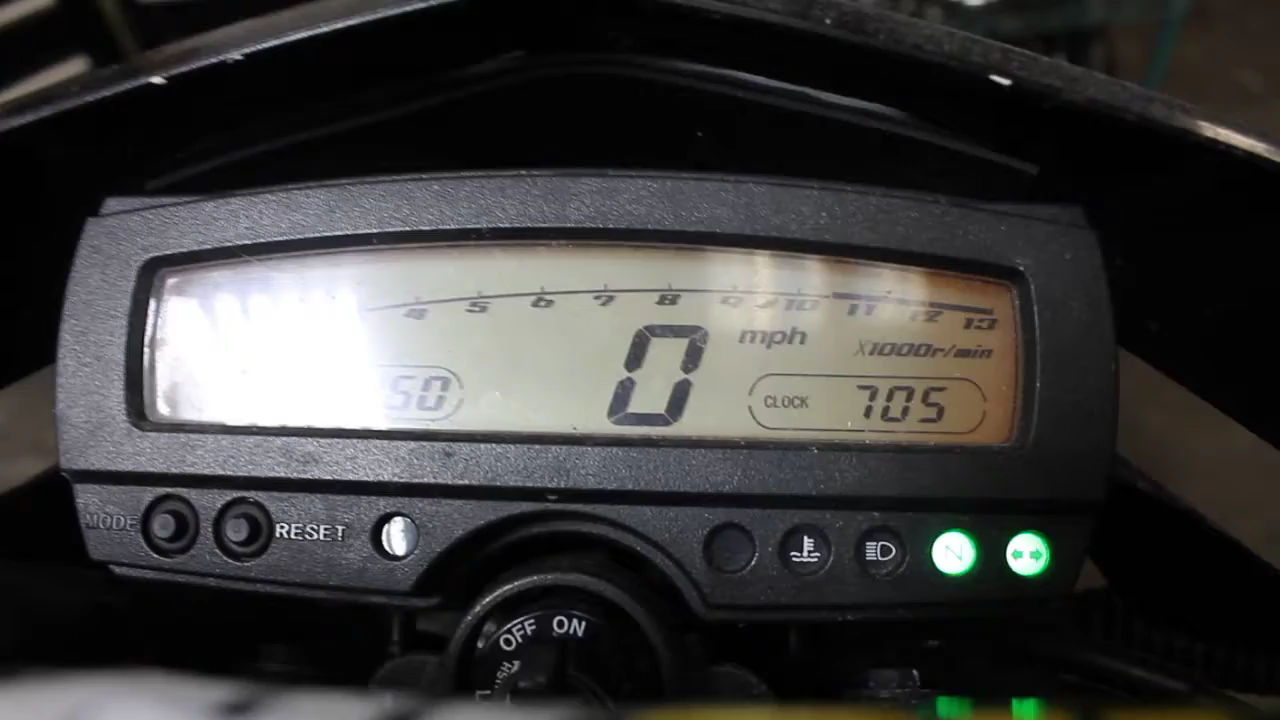 4 5 6 7 8 9 10 11 12 13
mph
X1000r/min
50
0
CLOCK 705
MODE
RESET
N
OFF ON